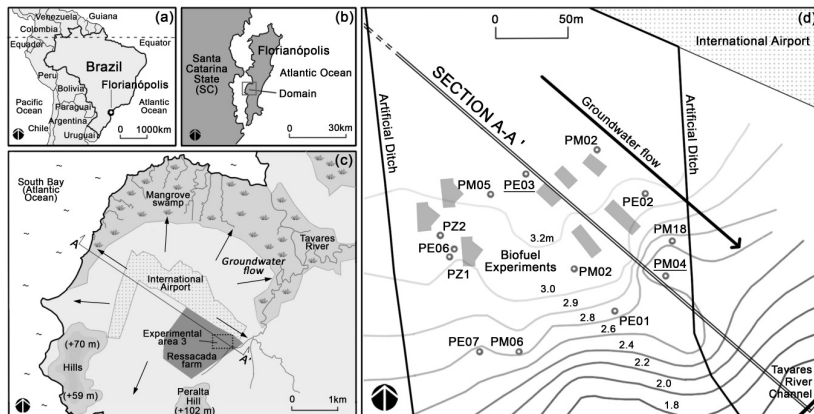 (a)
Venezuela
Guiana
Colombia
Ecuador
Equator
Peru
Brazil
Florianópolis
Bolivia
Pacific
Ocean
Paraguai
Atlantic
Ocean
Argentina
Chile
Uruguai
0 1000km
(b)
Santa
Catarina
State
(SC)
Florianópolis
Atlantic Ocean
Domain
0 30km
(c)
South Bay
(Atlantic
Ocean)
Mangrove
swamp
Tavares
River
A
Groundwater
flow
International
Airport
Experimental
area 3
Ressacada
farm
A'
(+70 m)
Hills
(+59 m)
Peralta
Hill
(+102 m)
0 1km
(d)
0 50m
International Airport
SECTION A-A '
Groundwater flow
Artificial Ditch
Artificial Ditch
PM02
PE03
PM05
PE02
PZ2
PM18
PE06
3.2m
PM04
PZ1
Biofuel
Experiments
PM02
3.0
2.9
2.8
PE01
2.6
PE07
PM06
2.4
2.2
2.0
1.8
Tavares
River
Channel